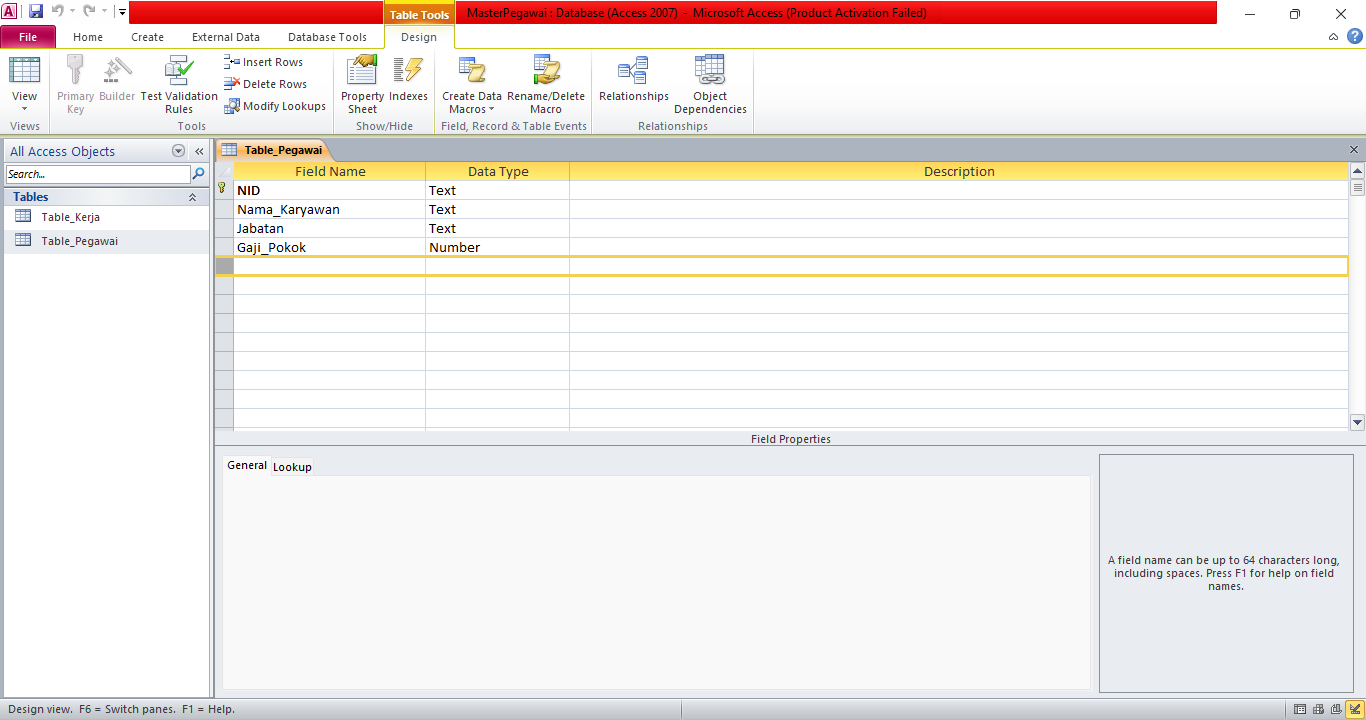 Table Tools
MasterPegawai : Database (Access 2007) - Microsoft Access (Product Activation Failed)
File Home Create External Data Database Tools Design
View
Primary Key
Builder
Test Validation Rules
Insert Rows
Delete Rows
Modify Lookups
Property Sheet
Indexes
Create Data Macros
Rename/Delete Macro
Relationships
Object Dependencies
Views Tools Show/Hide Field, Record & Table Events Relationships
All Access Objects
Search...
Tables
Table_Kerja
Table_Pegawai
Table_Pegawai
Field Name Data Type Description
NID Text
Nama_Karyawan Text
Jabatan Text
Gaji_Pokok Number
Field Properties
General Lookup
A field name can be up to 64 characters long,
including spaces. Press F1 for help on field
names.
Design view. F6 = Switch panes. F1 = Help.